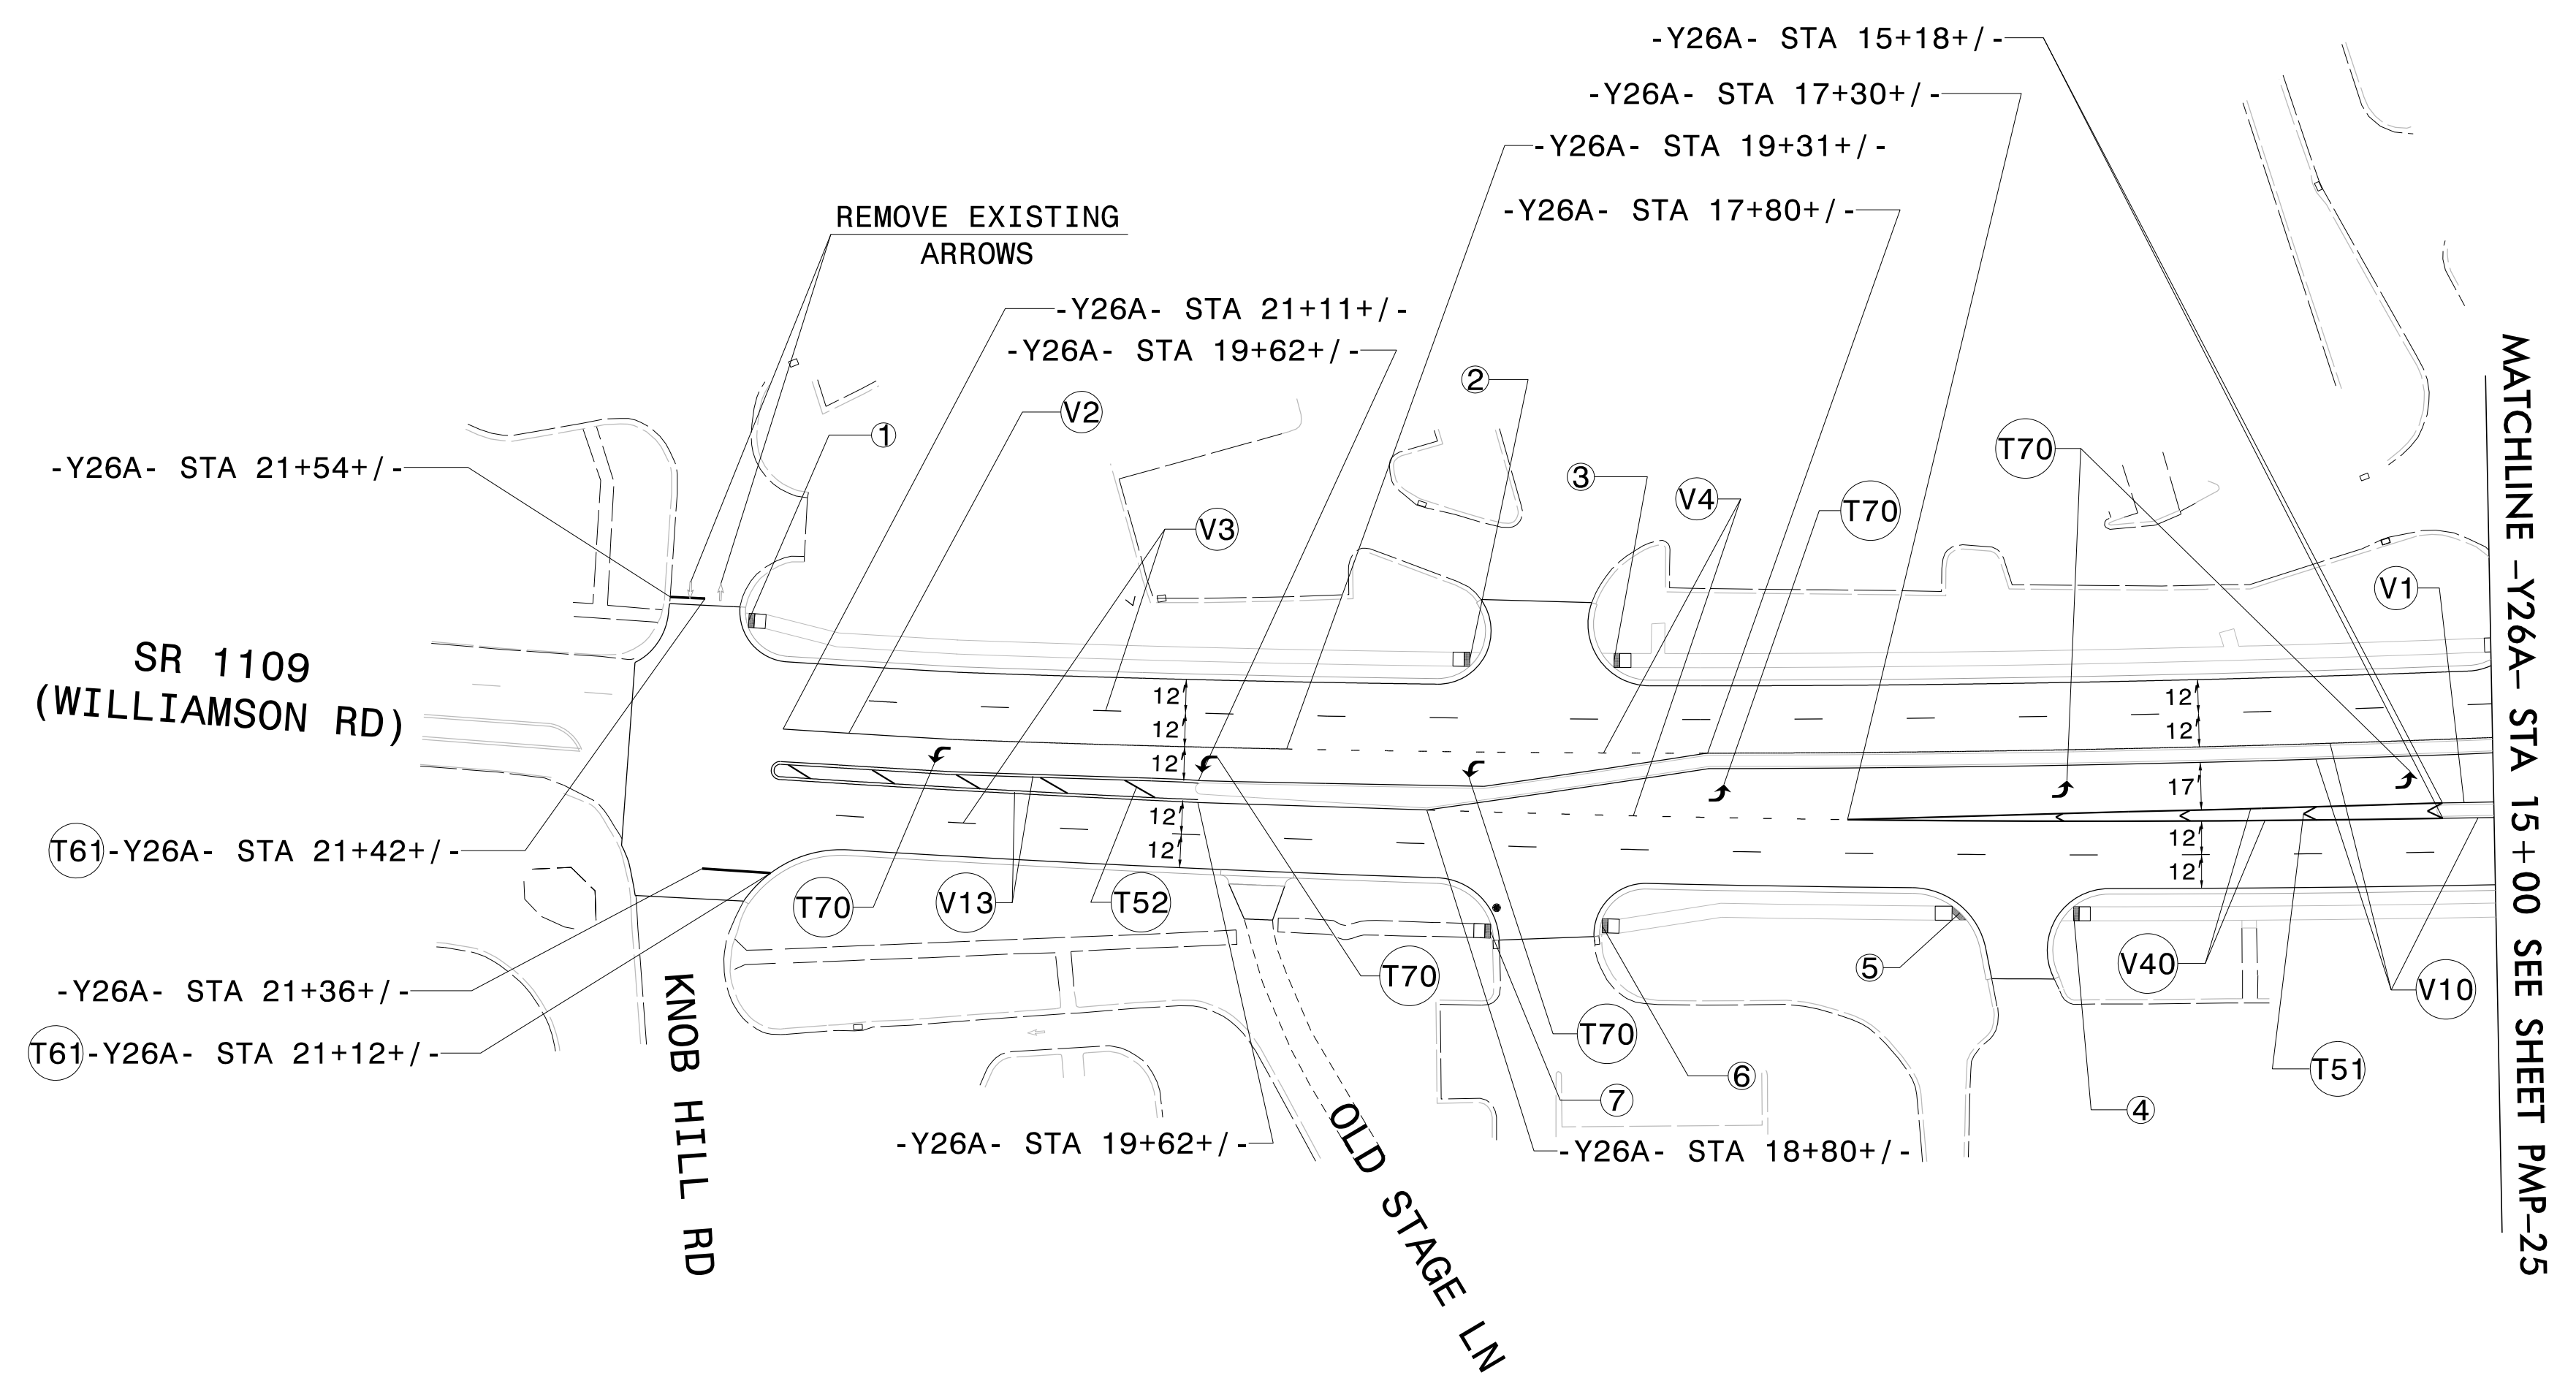 -Y26A- STA 15+18+/-
-Y26A- STA 17+30+/-
-Y26A- STA 19+31+/-
-Y26A- STA 17+80+/-
REMOVE EXISTING
ARROWS
-Y26A- STA 21+11+/-
-Y26A- STA 19+62+/-
2
V2
1
T70
-Y26A- STA 21+54+/-
3
V4
T70
V3
V1
SR 1109
(WILLIAMSON RD)
12
12
12
12
12
12
17
12
12
12
T61 -Y26A- STA 21+42+/-
T70
V13
T52
T70
5
V40
V10
-Y26A- STA 21+36+/-
T61 -Y26A- STA 21+12+/-
T70
6
7
T51
4
-Y26A- STA 19+62+/-
-Y26A- STA 18+80+/-
KNOB HILL RD
OLD STAGE LN
MATCHLINE -Y26A- STA 15+00 SEE SHEET PMP-25